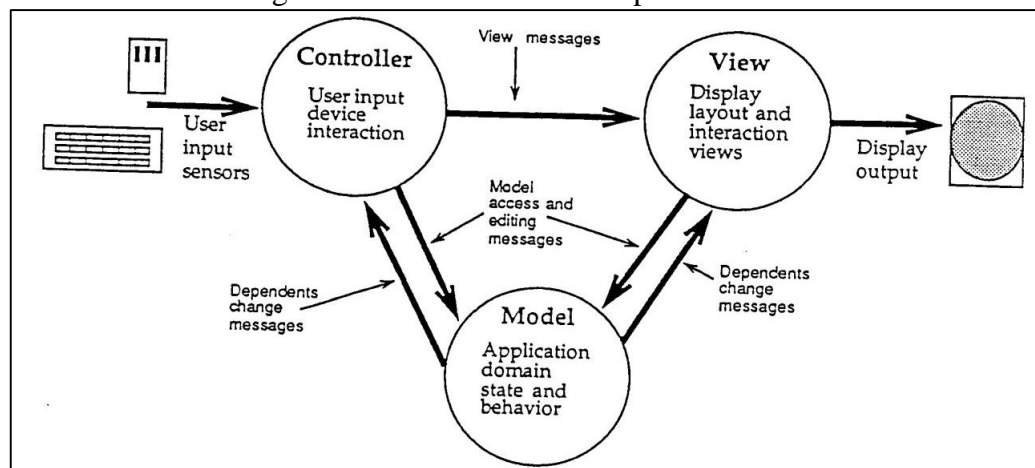 Controller
User input
device
interaction
User
input
sensors
View messages
View
Display
layout and
interaction
views
Display
output
Model
access and
editing
messages
Dependents
change
messages
Dependents
change
messages
Model
Application
domain
state and
behavior